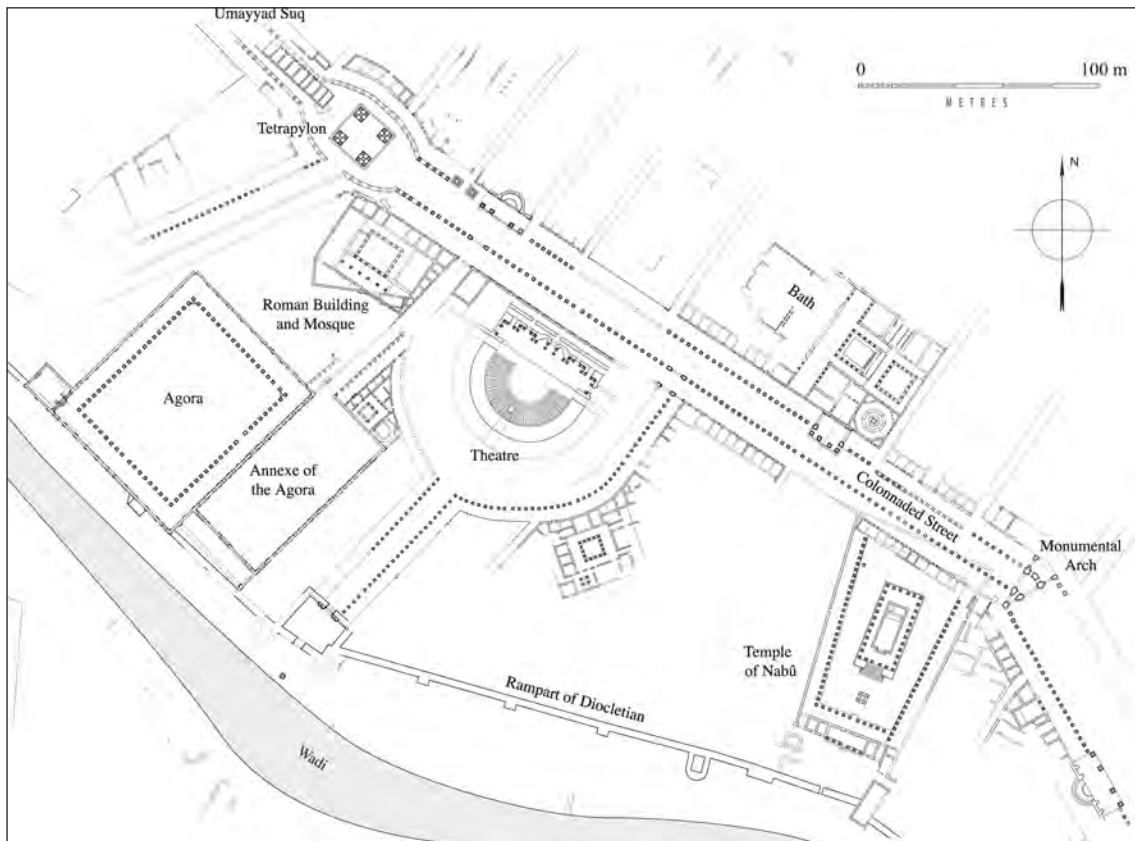 Umayyad Suq
0
100 m
METRES
Tetrapylon
N
Bath
Roman Building
and Mosque
Agora
Theatre
Annexe of
the Agora
Colonnaded Street
Monumental
Arch
Temple
of Nabû
Rampart of Diocletian
Wadi